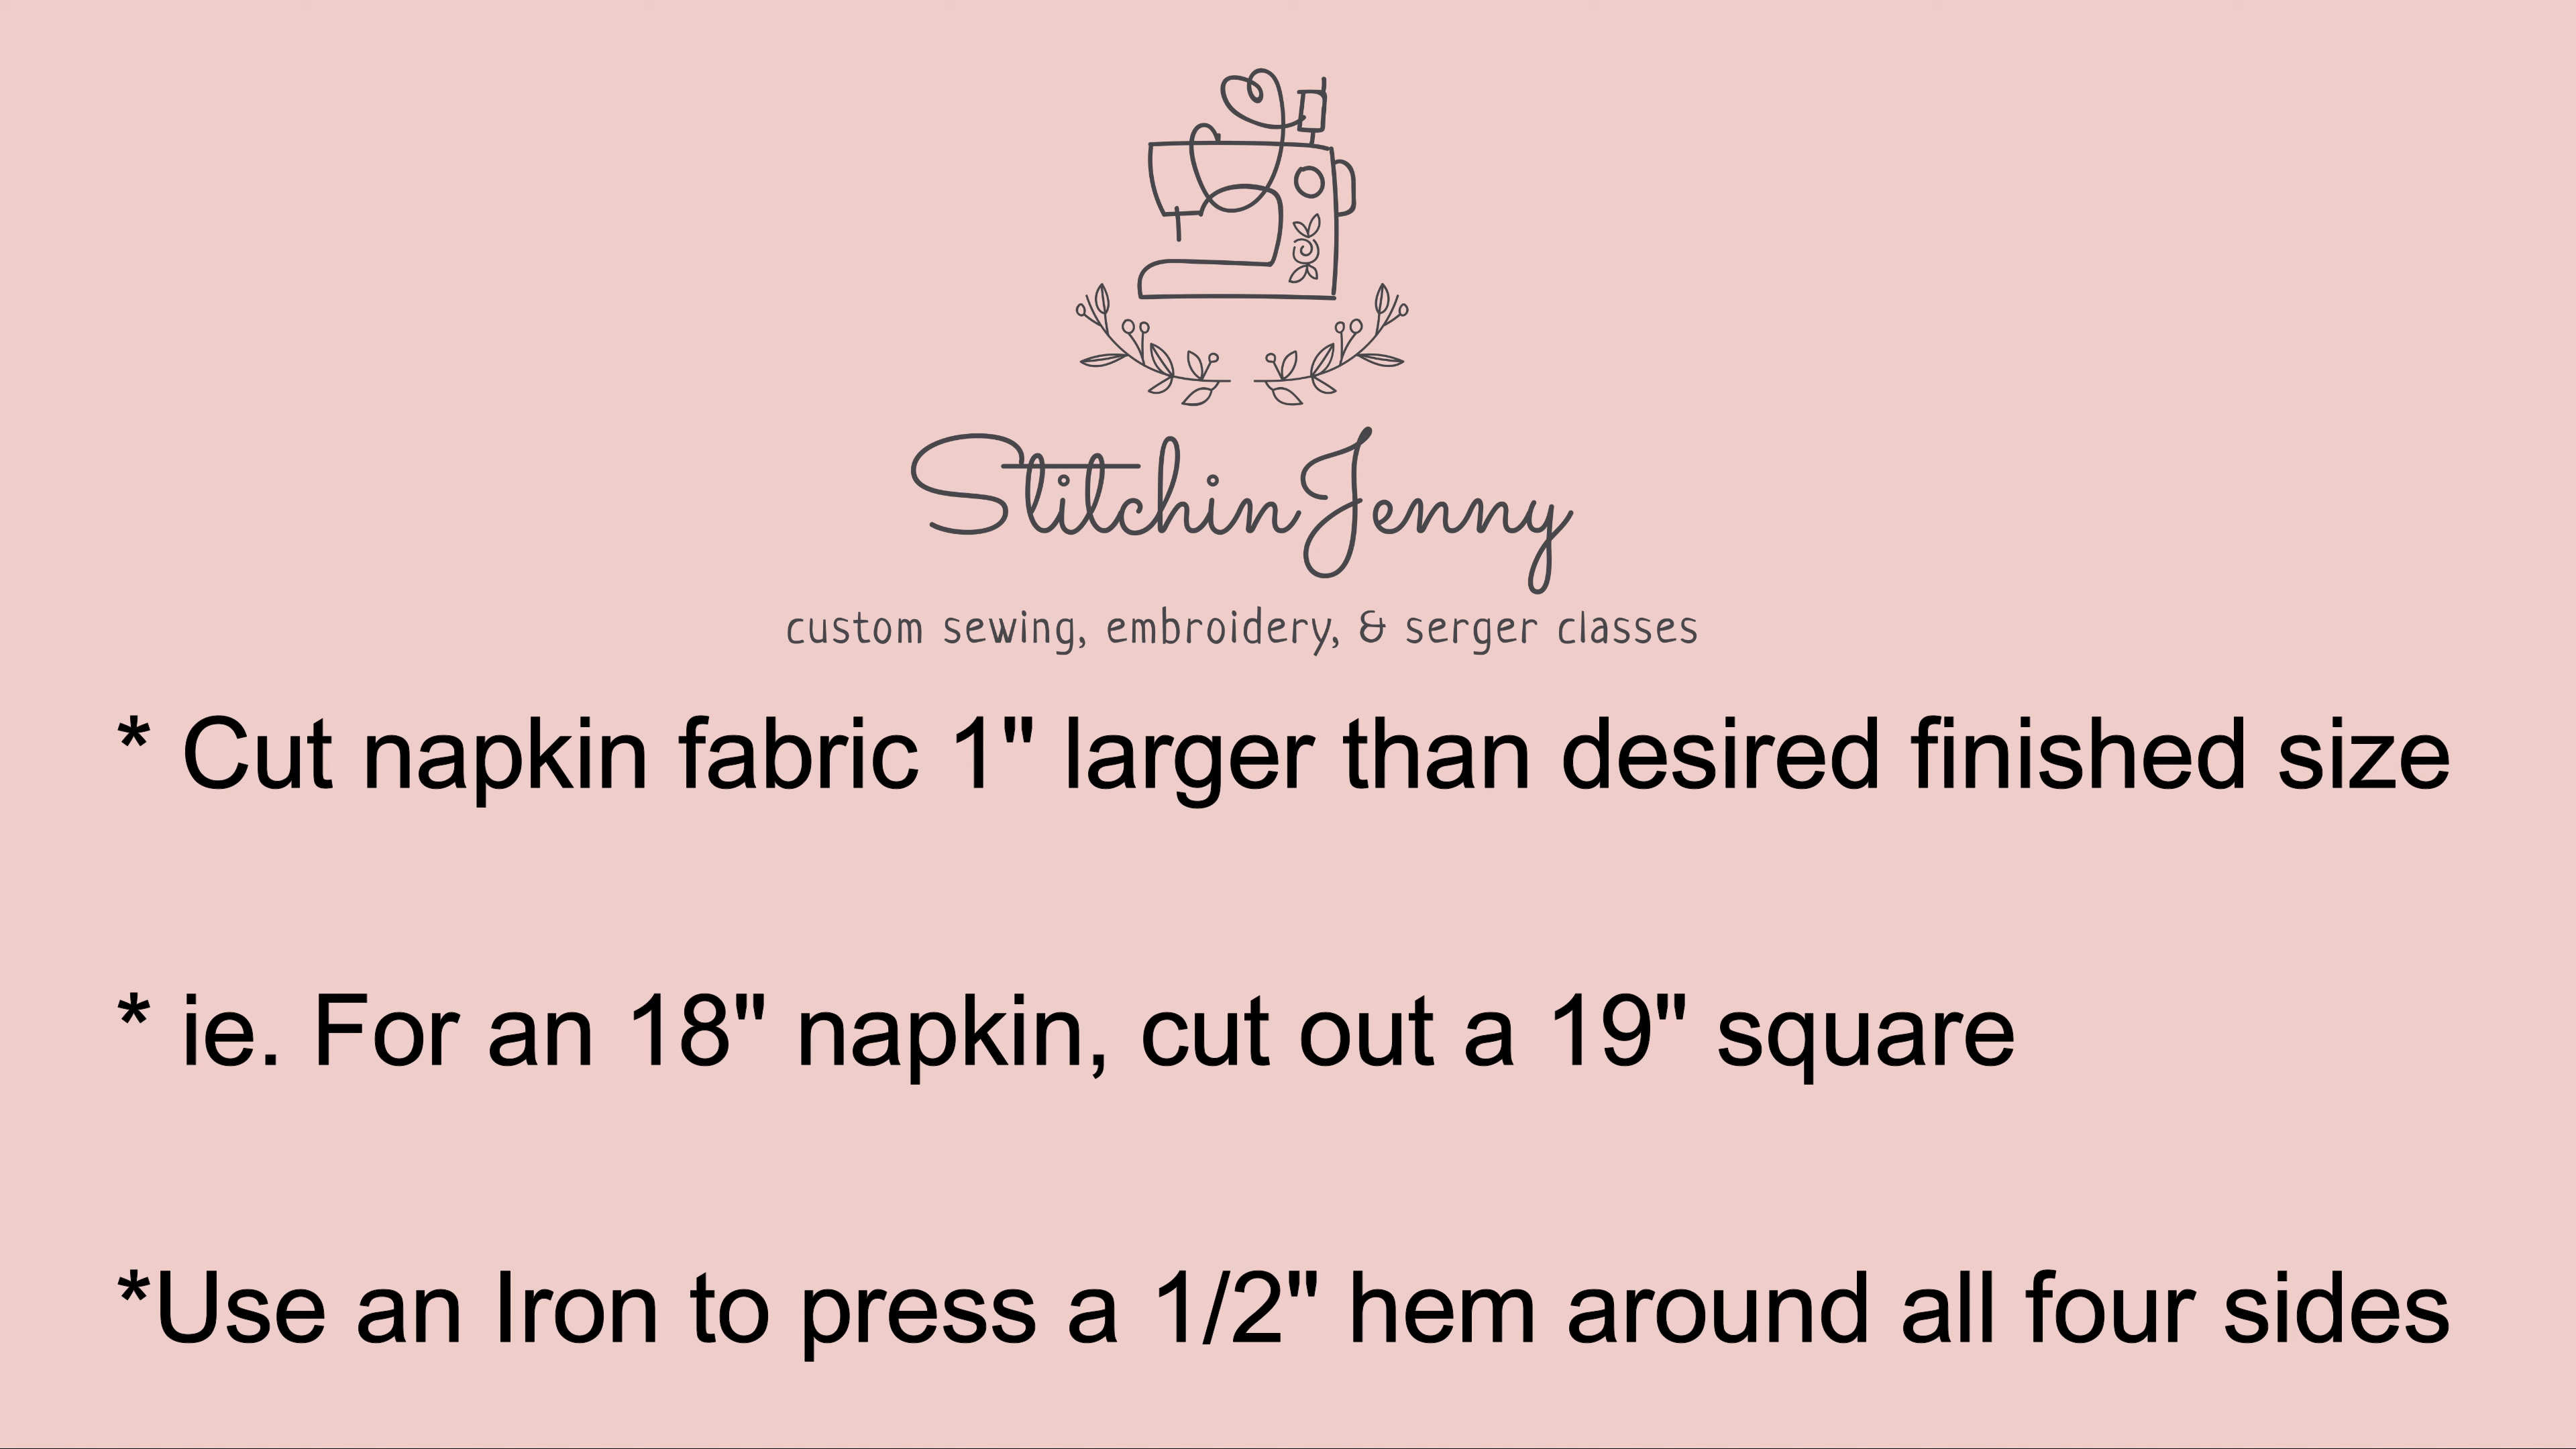 StitchinJenny
custom sewing, embroidery, & serger classes
* Cut napkin fabric 1" larger than desired finished size
* ie. For an 18" napkin, cut out a 19" square
*Use an Iron to press a 1/2" hem around all four sides